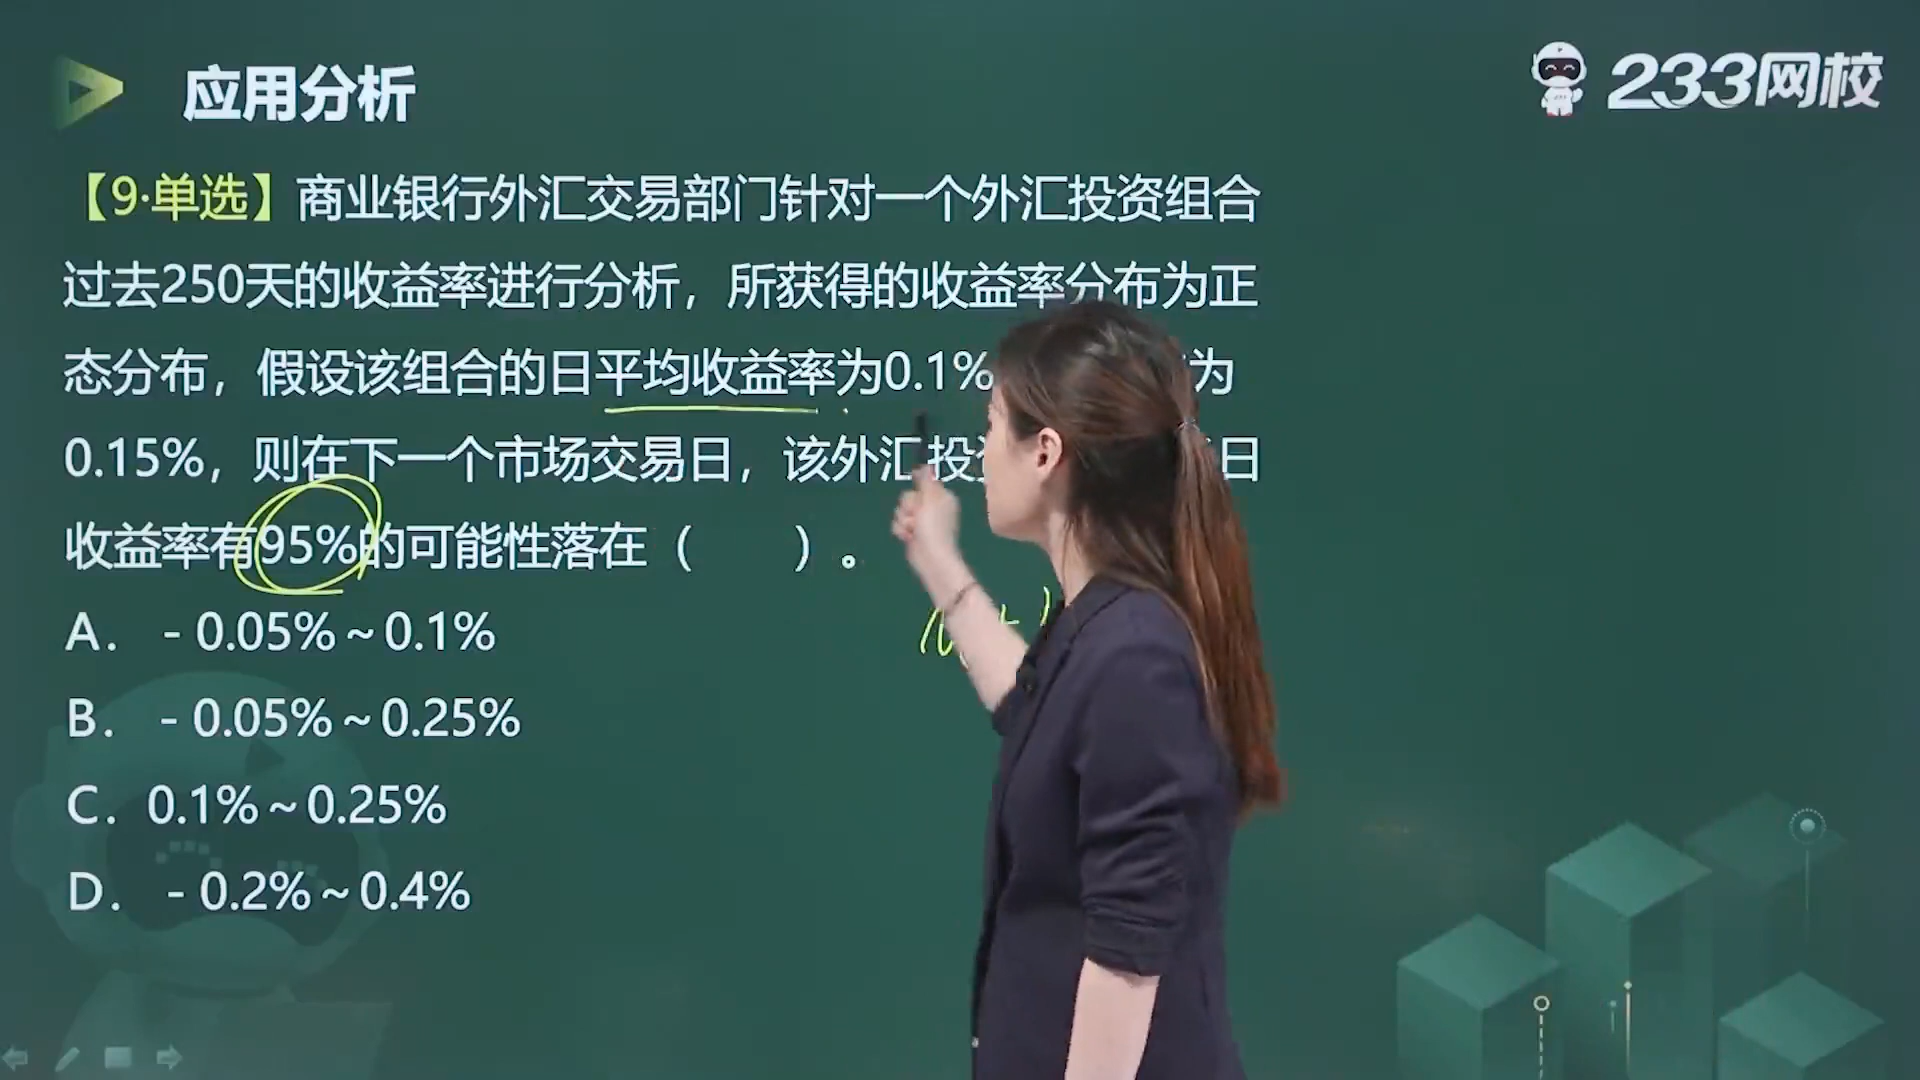 应用分析
233网校
【9·单选】商业银行外汇交易部门针对一个外汇投资组合
过去250天的收益率进行分析，所获得的收益率分布为正
态分布，假设该组合的日平均收益率为0.1% 为
0.15%，则在下一个市场交易日，该外汇投 日
收益率有95%的可能性落在（ ）。
A. -0.05%~0.1%
B. -0.05%~0.25%
C. 0.1%~0.25%
D. -0.2%~0.4%